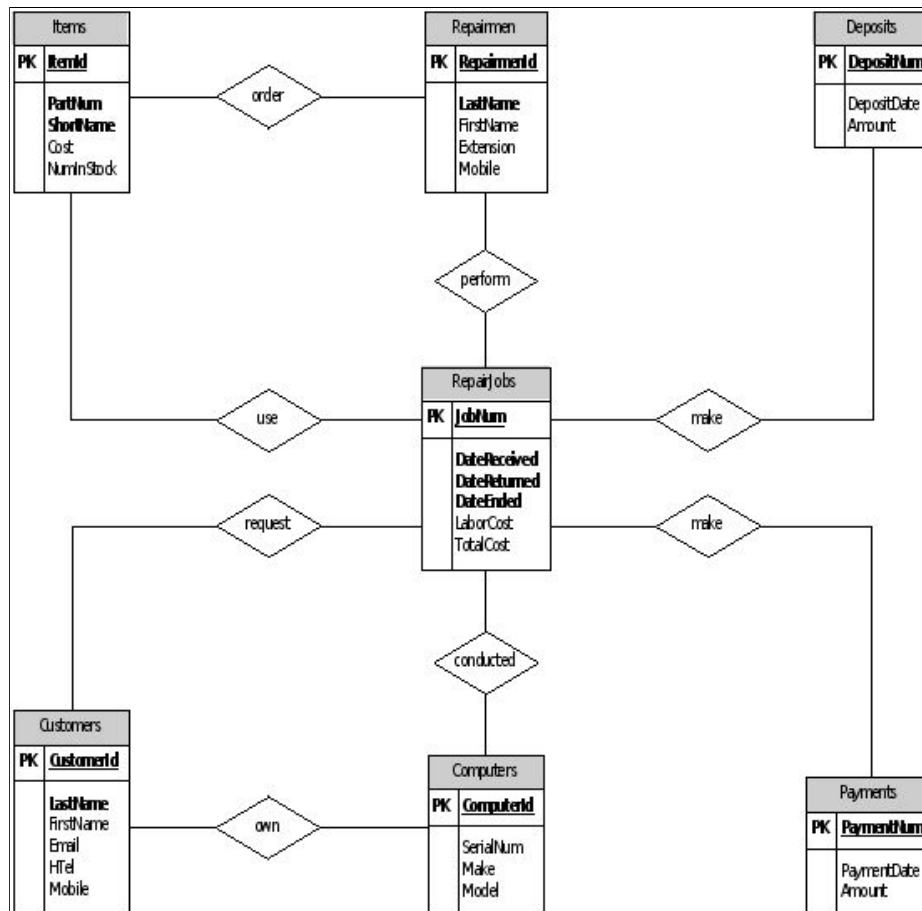 Items
PK ItemId
PartNum
ShortName
Cost
NumInStock
order
Repairmen
PK RepairmenId
LastName
FirstName
Extension
Mobile
Deposits
PK DepositNum
DepositDate
Amount
perform
use
RepairJobs
PK JobNum
DateReceived
DateReturned
DateEnded
LaborCost
TotalCost
make
request
make
conducted
Customers
PK CustomerId
LastName
FirstName
Email
HTel
Mobile
own
Computers
PK ComputerId
SerialNum
Make
Model
Payments
PK PaymentNum
PaymentDate
Amount